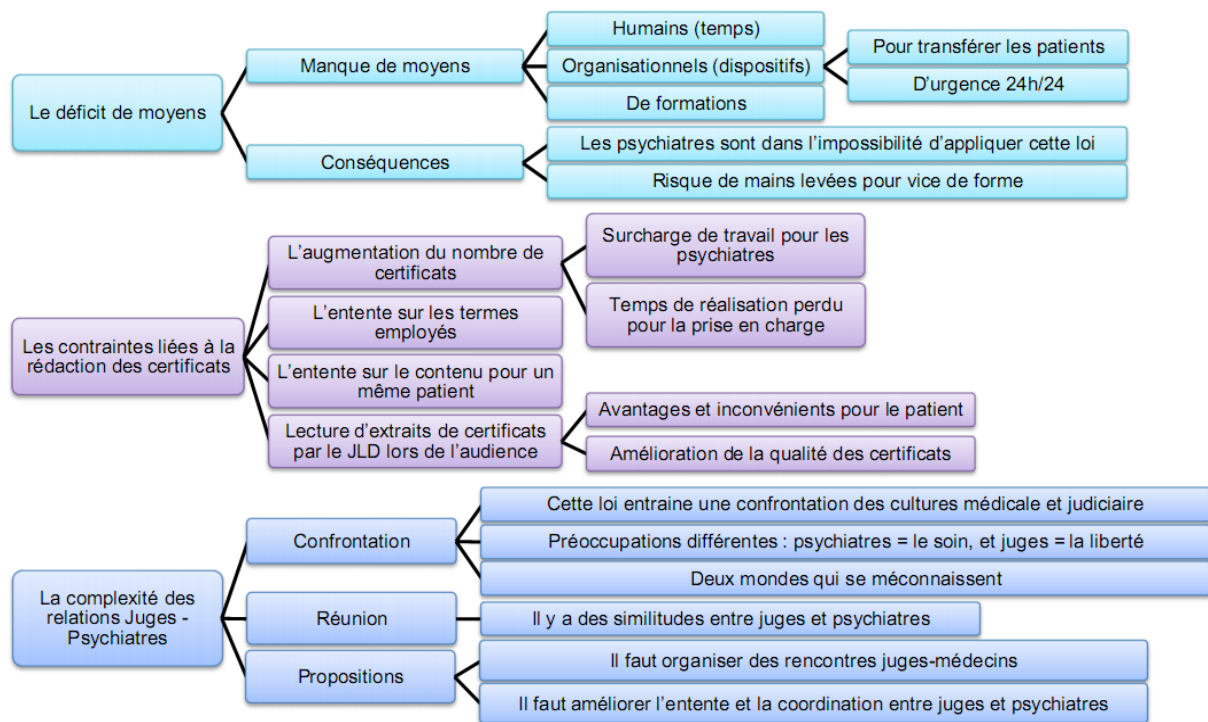 Le déficit de moyens
Manque de moyens
Humains (temps)
Organisationnels (dispositifs)
Pour transférer les patients
D'urgence 24h/24
De formations
Conséquences
Les psychiatres sont dans l'impossibilité d'appliquer cette loi
Risque de mains levées pour vice de forme
Les contraintes liées à la
rédaction des certificats
L'augmentation du nombre de
certificats
Surcharge de travail pour les
psychiatres
Temps de réalisation perdu
pour la prise en charge
L'entente sur les termes
employés
L'entente sur le contenu pour un
même patient
Lecture d'extraits de certificats
par le JLD lors de l'audience
Avantages et inconvénients pour le patient
Amélioration de la qualité des certificats
La complexité des
relations Juges -
Psychiatres
Confrontation
Cette loi entraine une confrontation des cultures médicale et judiciaire
Préoccupations différentes : psychiatres = le soin, et juges = la liberté
Deux mondes qui se méconnaissent
Réunion
Il y a des similitudes entre juges et psychiatres
Propositions
Il faut organiser des rencontres juges-médecins
Il faut améliorer l'entente et la coordination entre juges et psychiatres